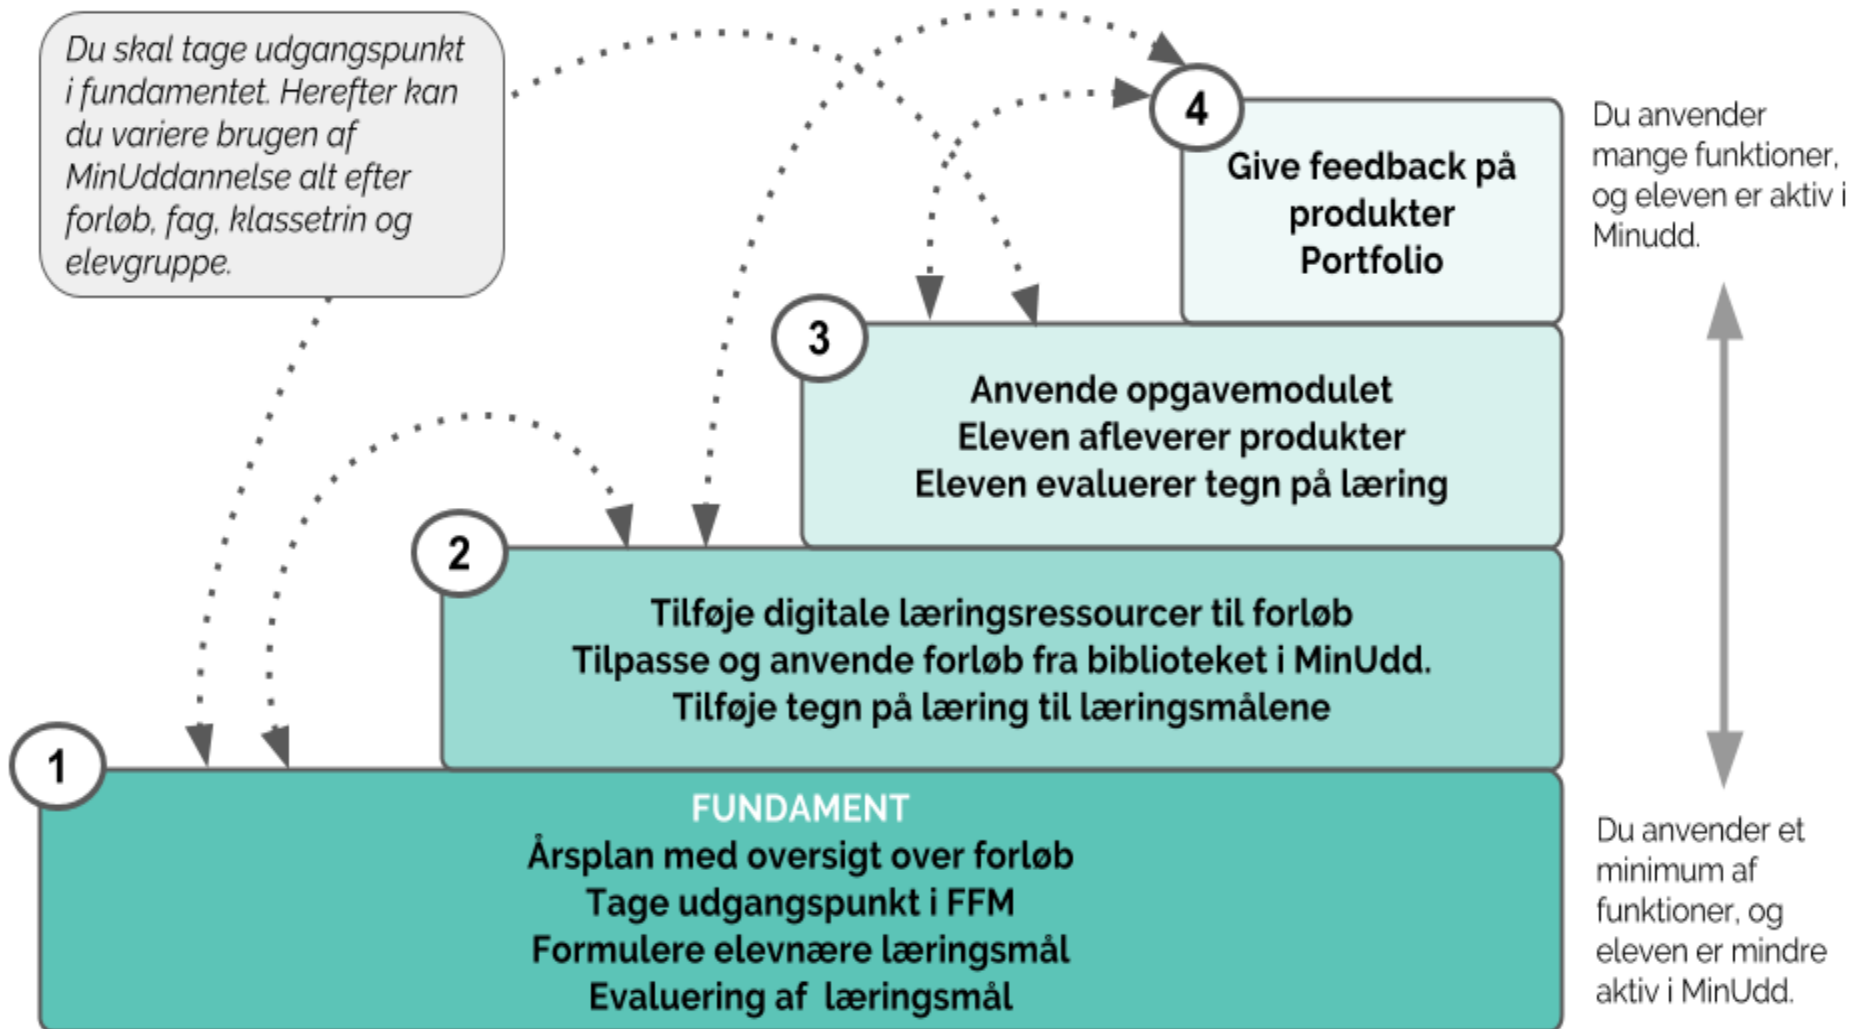 Du skal tage udgangspunkt
i fundamentet. Herefter kan
du variere brugen af
MinUddannelse alt efter
forløb, fag, klassetrin og
elevgruppe.
4
Give feedback på
produkter
Portfolio
Du anvender
mange funktioner,
og eleven er aktiv i
Minudd.
3
Anvende opgavemodulet
Eleven afleverer produkter
Eleven evaluerer tegn på læring
2
Tilføje digitale læringsressourcer til forløb
Tilpasse og anvende forløb fra biblioteket i MinUdd.
Tilføje tegn på læring til læringsmålene
1
FUNDAMENT
Årsplan med oversigt over forløb
Tage udgangspunkt i FFM
Formulere elevnære læringsmål
Evaluering af læringsmål
Du anvender et
minimum af
funktioner, og
eleven er mindre
aktiv i MinUdd.